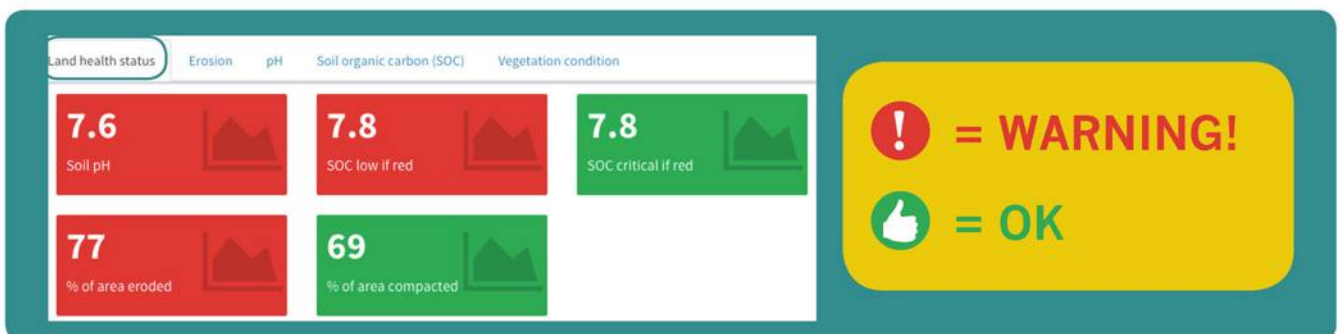 Land health status
Erosion
pH
Soil organic carbon (SOC)
Vegetation condition
7.6
Soil pH
7.8
SOC low if red
7.8
SOC critical if red
77
% of area eroded
69
% of area compacted
! = WARNING!
= OK